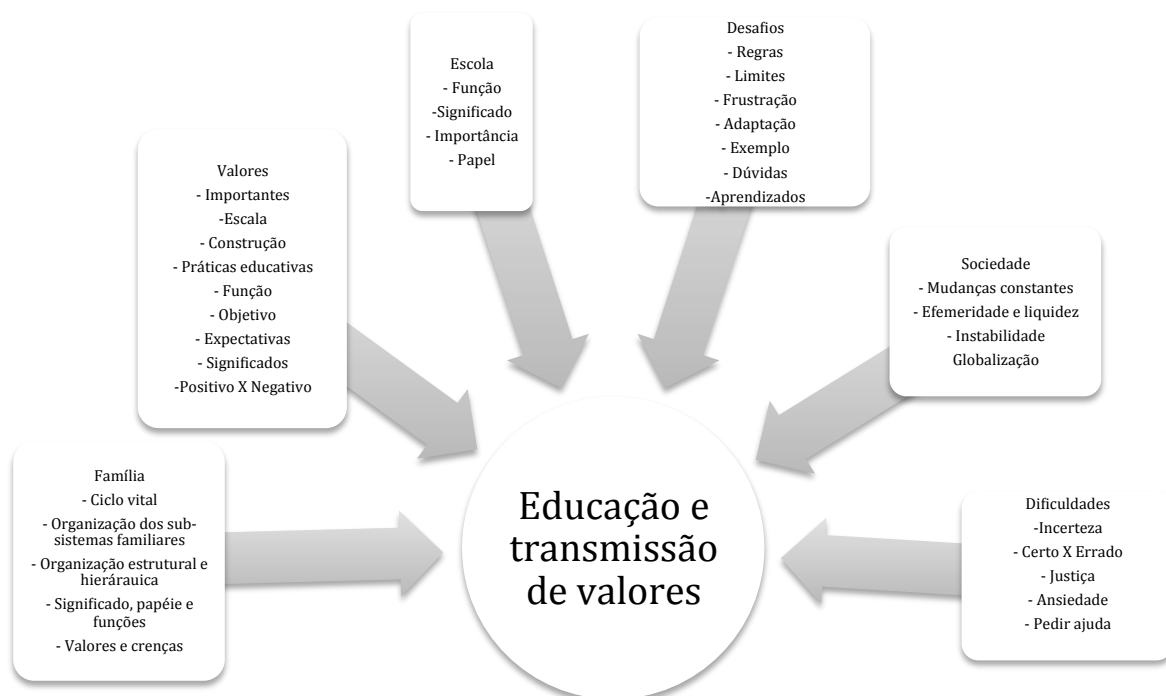 Família
- Ciclo vital
- Organização dos sub-
sistemas familiares
- Organização estrutural e
hierárauica
- Significado, papéie e
funções
- Valores e crenças
Valores
- Importantes
-Escala
- Construção
- Práticas educativas
- Função
- Objetivo
- Expectativas
- Significados
-Positivo X Negativo
Escola
- Função
-Significado
- Importância
- Papel
Desafios
- Regras
- Limites
- Frustração
- Adaptação
- Exemplo
- Dúvidas
-Aprendizados
Sociedade
- Mudanças constantes
- Efemeridade e liquidez
- Instabilidade
Globalização
Dificuldades
-Incerteza
- Certo X Errado
- Justiça
- Ansiedade
- Pedir ajuda
Educação e
transmissão
de valores